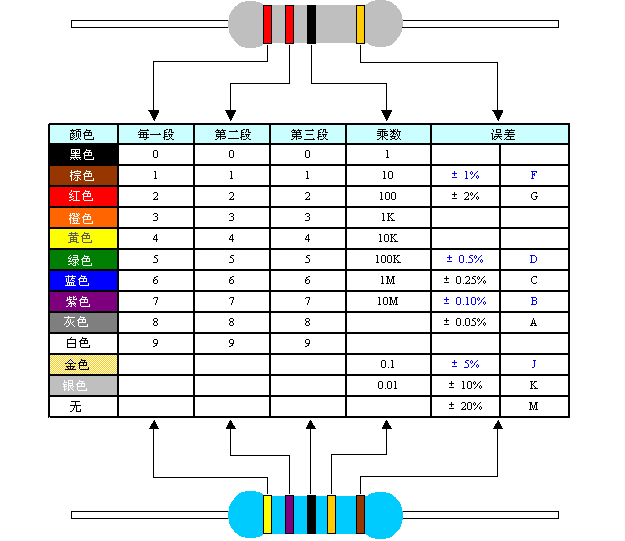 颜色 每一段 第二段 第三段 乘数 误差
黑色 0 0 0 1
棕色 1 1 1 10 ± 1% F
红色 2 2 2 100 ± 2% G
橙色 3 3 3 1K
黄色 4 4 4 10K
绿色 5 5 5 100K ± 0.5% D
蓝色 6 6 6 1M ± 0.25% C
紫色 7 7 7 10M ± 0.10% B
灰色 8 8 8 ± 0.05% A
白色 9 9 9
金色 0.1 ± 5% J
银色 0.01 ± 10% K
无 ± 20% M